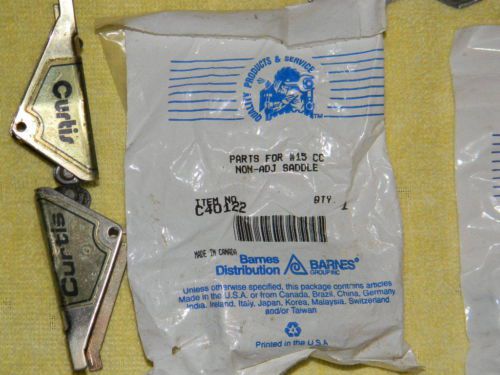 Curtis
Curtis
QUALITY PRODUCTS & SERVICE
TM
PARTS FOR #15 CC
NON-ADJ SADDLE
ITEM NO. QTY.
C40122 1
MADE IN CANADA
Barnes
Distribution
BARNES
GROUP INC.
Unless otherwise specified, this package contains articles
Made in the U.S.A. or from Canada, Brazil, China, Germany,
India, Ireland, Italy, Japan, Korea, Malaysia, Switzerland
and/or Taiwan
Printed in the U.S.A.